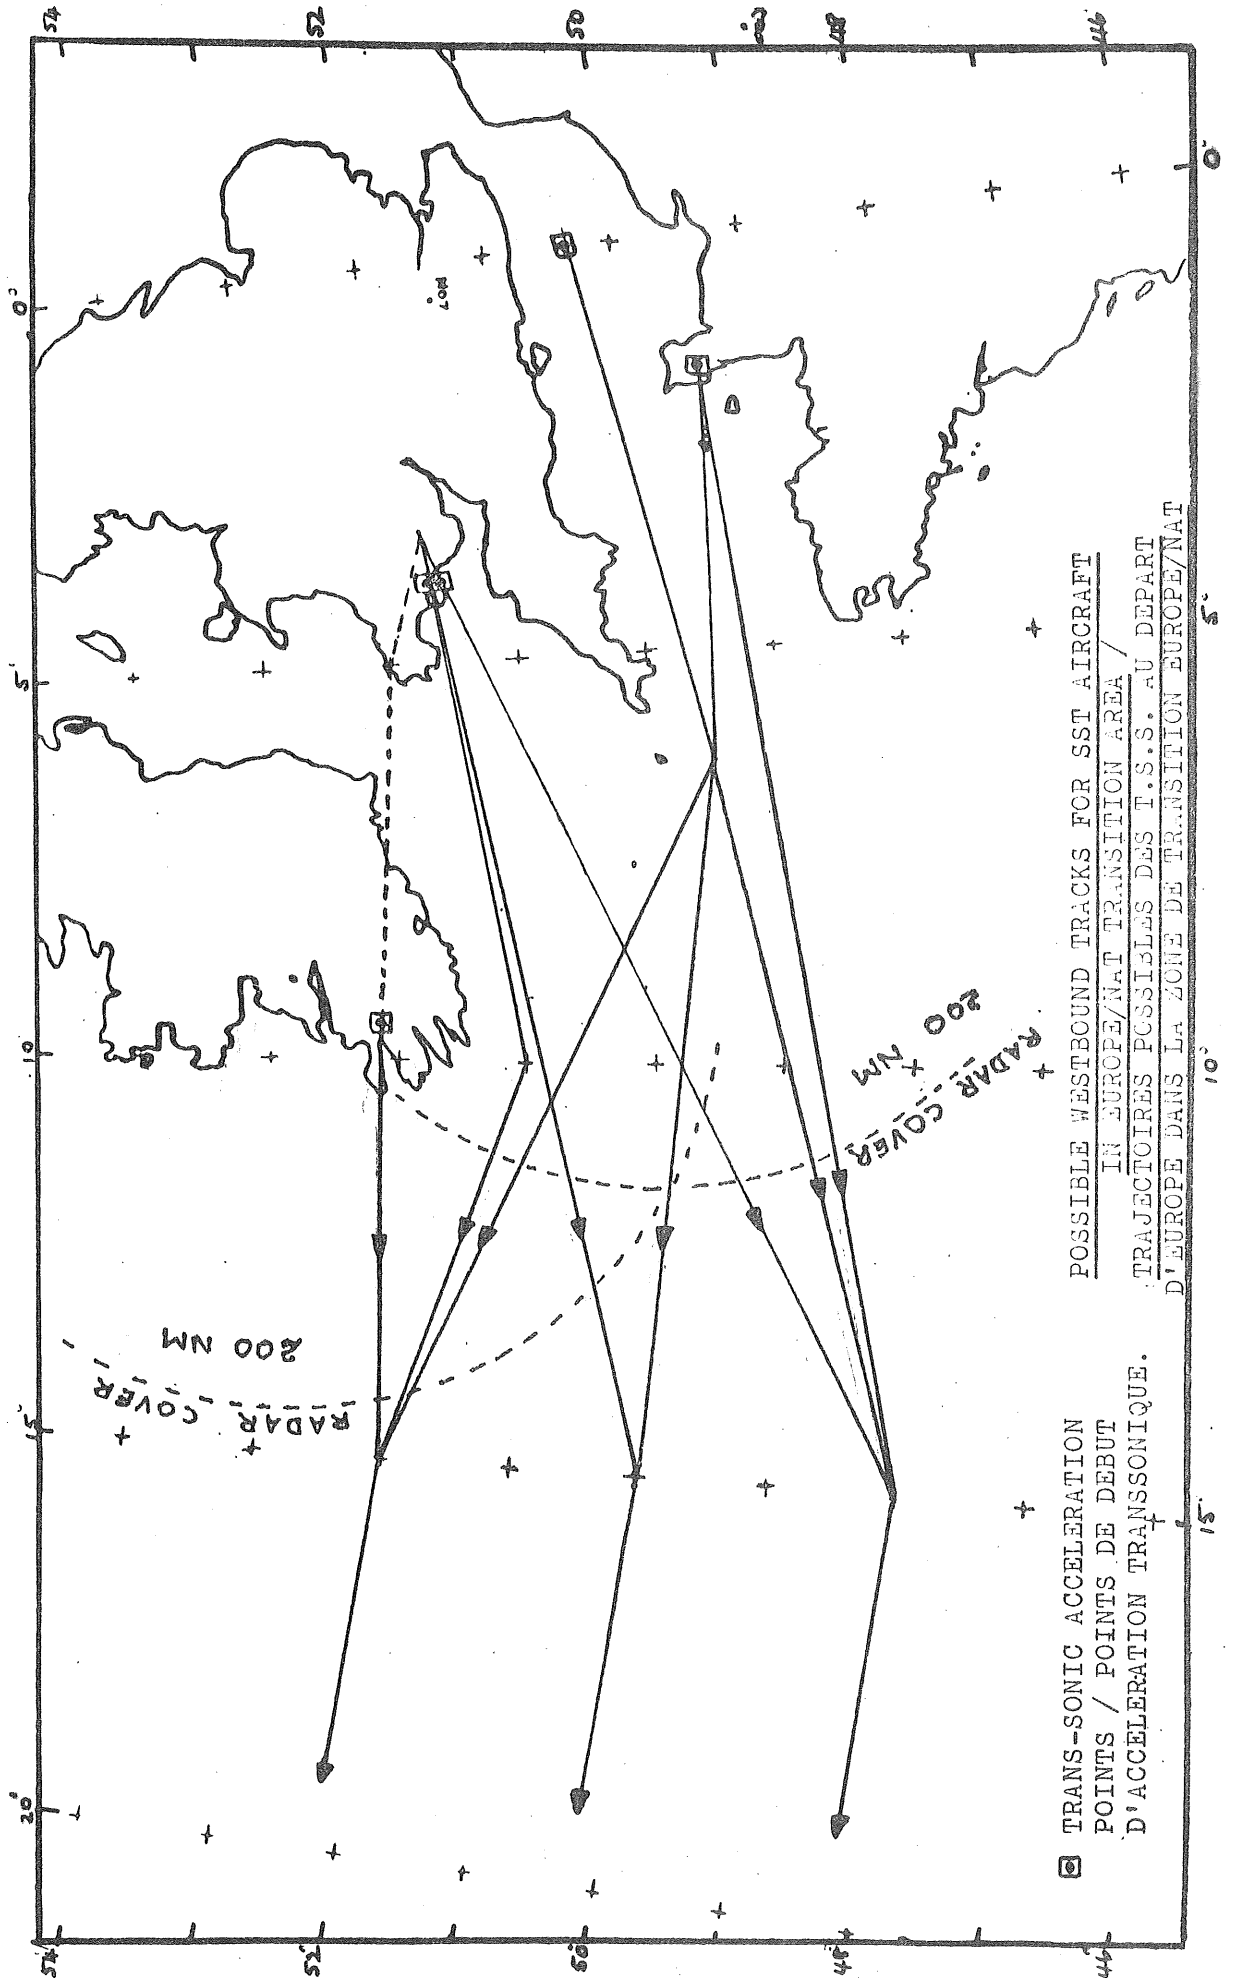 POSSIBLE WESTBOUND TRACKS FOR SST AIRCRAFT
IN EUROPE/NAT TRANSITION AREA /
TRAJECTOIRES POSSIBLES DES T.S.S. AU DEPART
D'EUROPE DANS LA ZONE DE TRANSITION EUROPE/NAT
TRANS-SONIC ACCELERATION
POINTS / POINTS DE DEBUT
D'ACCELERATION TRANSSONIQUE.
RADAR COVER
200 NM
RADAR COVER
200 NM
54
52
50
48
46
54
52
50
48
46
20°
15°
10
5°
0°
15°
10°
5°
0°